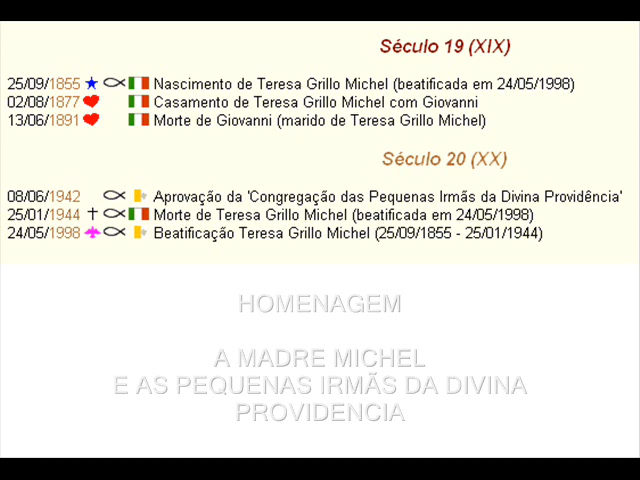 Século 19 (XIX)
25/09/1855 Nascimento de Teresa Grillo Michel (beatificada em 24/05/1998)
02/08/1877 Casamento de Teresa Grillo Michel com Giovanni
13/06/1891 Morte de Giovanni (marido de Teresa Grillo Michel)
Século 20 (XX)
08/06/1942 Aprovação da 'Congregação das Pequenas Irmãs da Divina Providência'
25/01/1944 Morte de Teresa Grillo Michel (beatificada em 24/05/1998)
24/05/1998 Beatificação Teresa Grillo Michel (25/09/1855 - 25/01/1944)
HOMENAGEM
A MADRE MICHEL
E AS PEQUENAS IRMÃS DA DIVINA
PROVIDENCIA